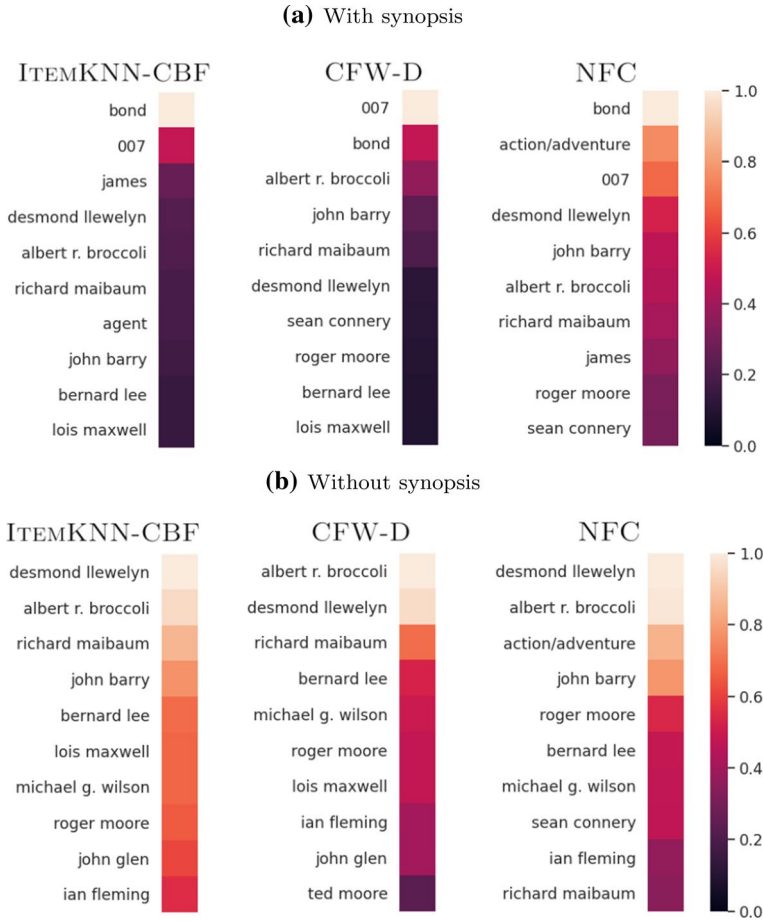 (a) With synopsis
ITEMKNN-CBF CFW-D NFC
bond 007 bond 1.0
007 bond action/adventure
james albert r. broccoli 007 0.8
desmond llewelyn john barry desmond llewelyn
albert r. broccoli richard maibaum john barry 0.6
richard maibaum desmond llewelyn albert r. broccoli 0.4
agent sean connery richard maibaum
john barry roger moore james 0.2
bernard lee bernard lee roger moore
lois maxwell lois maxwell sean connery 0.0
(b) Without synopsis
ITEMKNN-CBF CFW-D NFC
desmond llewelyn albert r. broccoli desmond llewelyn 1.0
albert r. broccoli desmond llewelyn albert r. broccoli
richard maibaum richard maibaum action/adventure 0.8
john barry bernard lee john barry
bernard lee michael g. wilson roger moore 0.6
lois maxwell roger moore bernard lee
michael g. wilson lois maxwell michael g. wilson 0.4
roger moore ian fleming sean connery
john glen john glen ian fleming 0.2
ian fleming ted moore richard maibaum 0.0